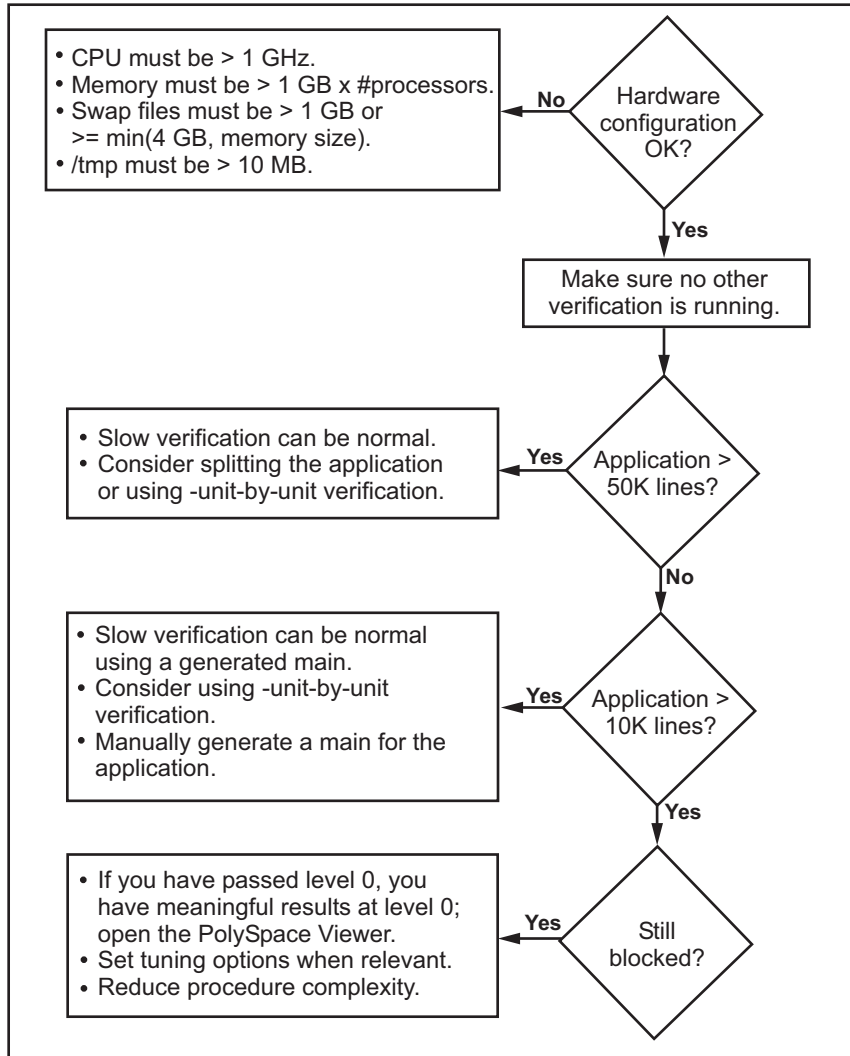 • CPU must be > 1 GHz.
• Memory must be > 1 GB x #processors.
• Swap files must be > 1 GB or
>= min(4 GB, memory size).
• /tmp must be > 10 MB.
No
Hardware
configuration
OK?
Yes
Make sure no other
verification is running.
• Slow verification can be normal.
• Consider splitting the application
or using -unit-by-unit verification.
Yes
Application >
50K lines?
No
• Slow verification can be normal
using a generated main.
• Consider using -unit-by-unit
verification.
• Manually generate a main for the
application.
Yes
Application >
10K lines?
Yes
• If you have passed level 0, you
have meaningful results at level 0;
open the PolySpace Viewer.
• Set tuning options when relevant.
• Reduce procedure complexity.
Yes
Still
blocked?